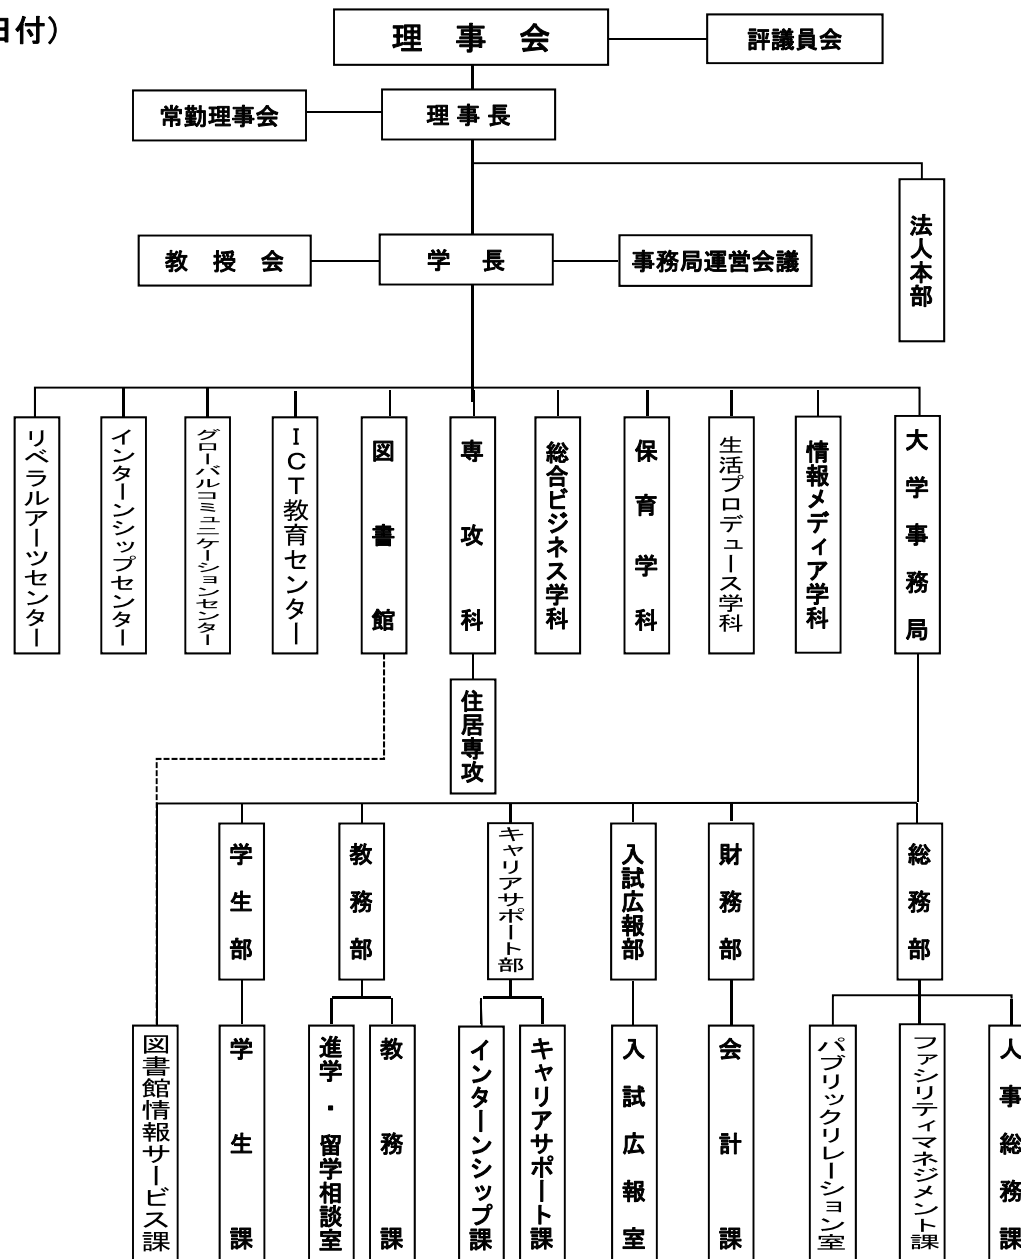 日付）
理事会
評議員会
常勤理事会
理事長
法人本部
教授会
学長
事務局運営会議
リベラルアーツセンター
インターンシップセンター
グローバルコミュニケーションセンター
ＩＣＴ教育センター
図書館
専攻科
総合ビジネス学科
保育学科
生活プロデュース学科
情報メディア学科
大学事務局
住居専攻
学生部
教務部
キャリアサポート部
入試広報部
財務部
総務部
図書館情報サービス課
学生課
進学・留学相談室
教務課
インターンシップ課
キャリアサポート課
入試広報室
会計課
パブリックリレーション室
ファシリティマネジメント課
人事総務課